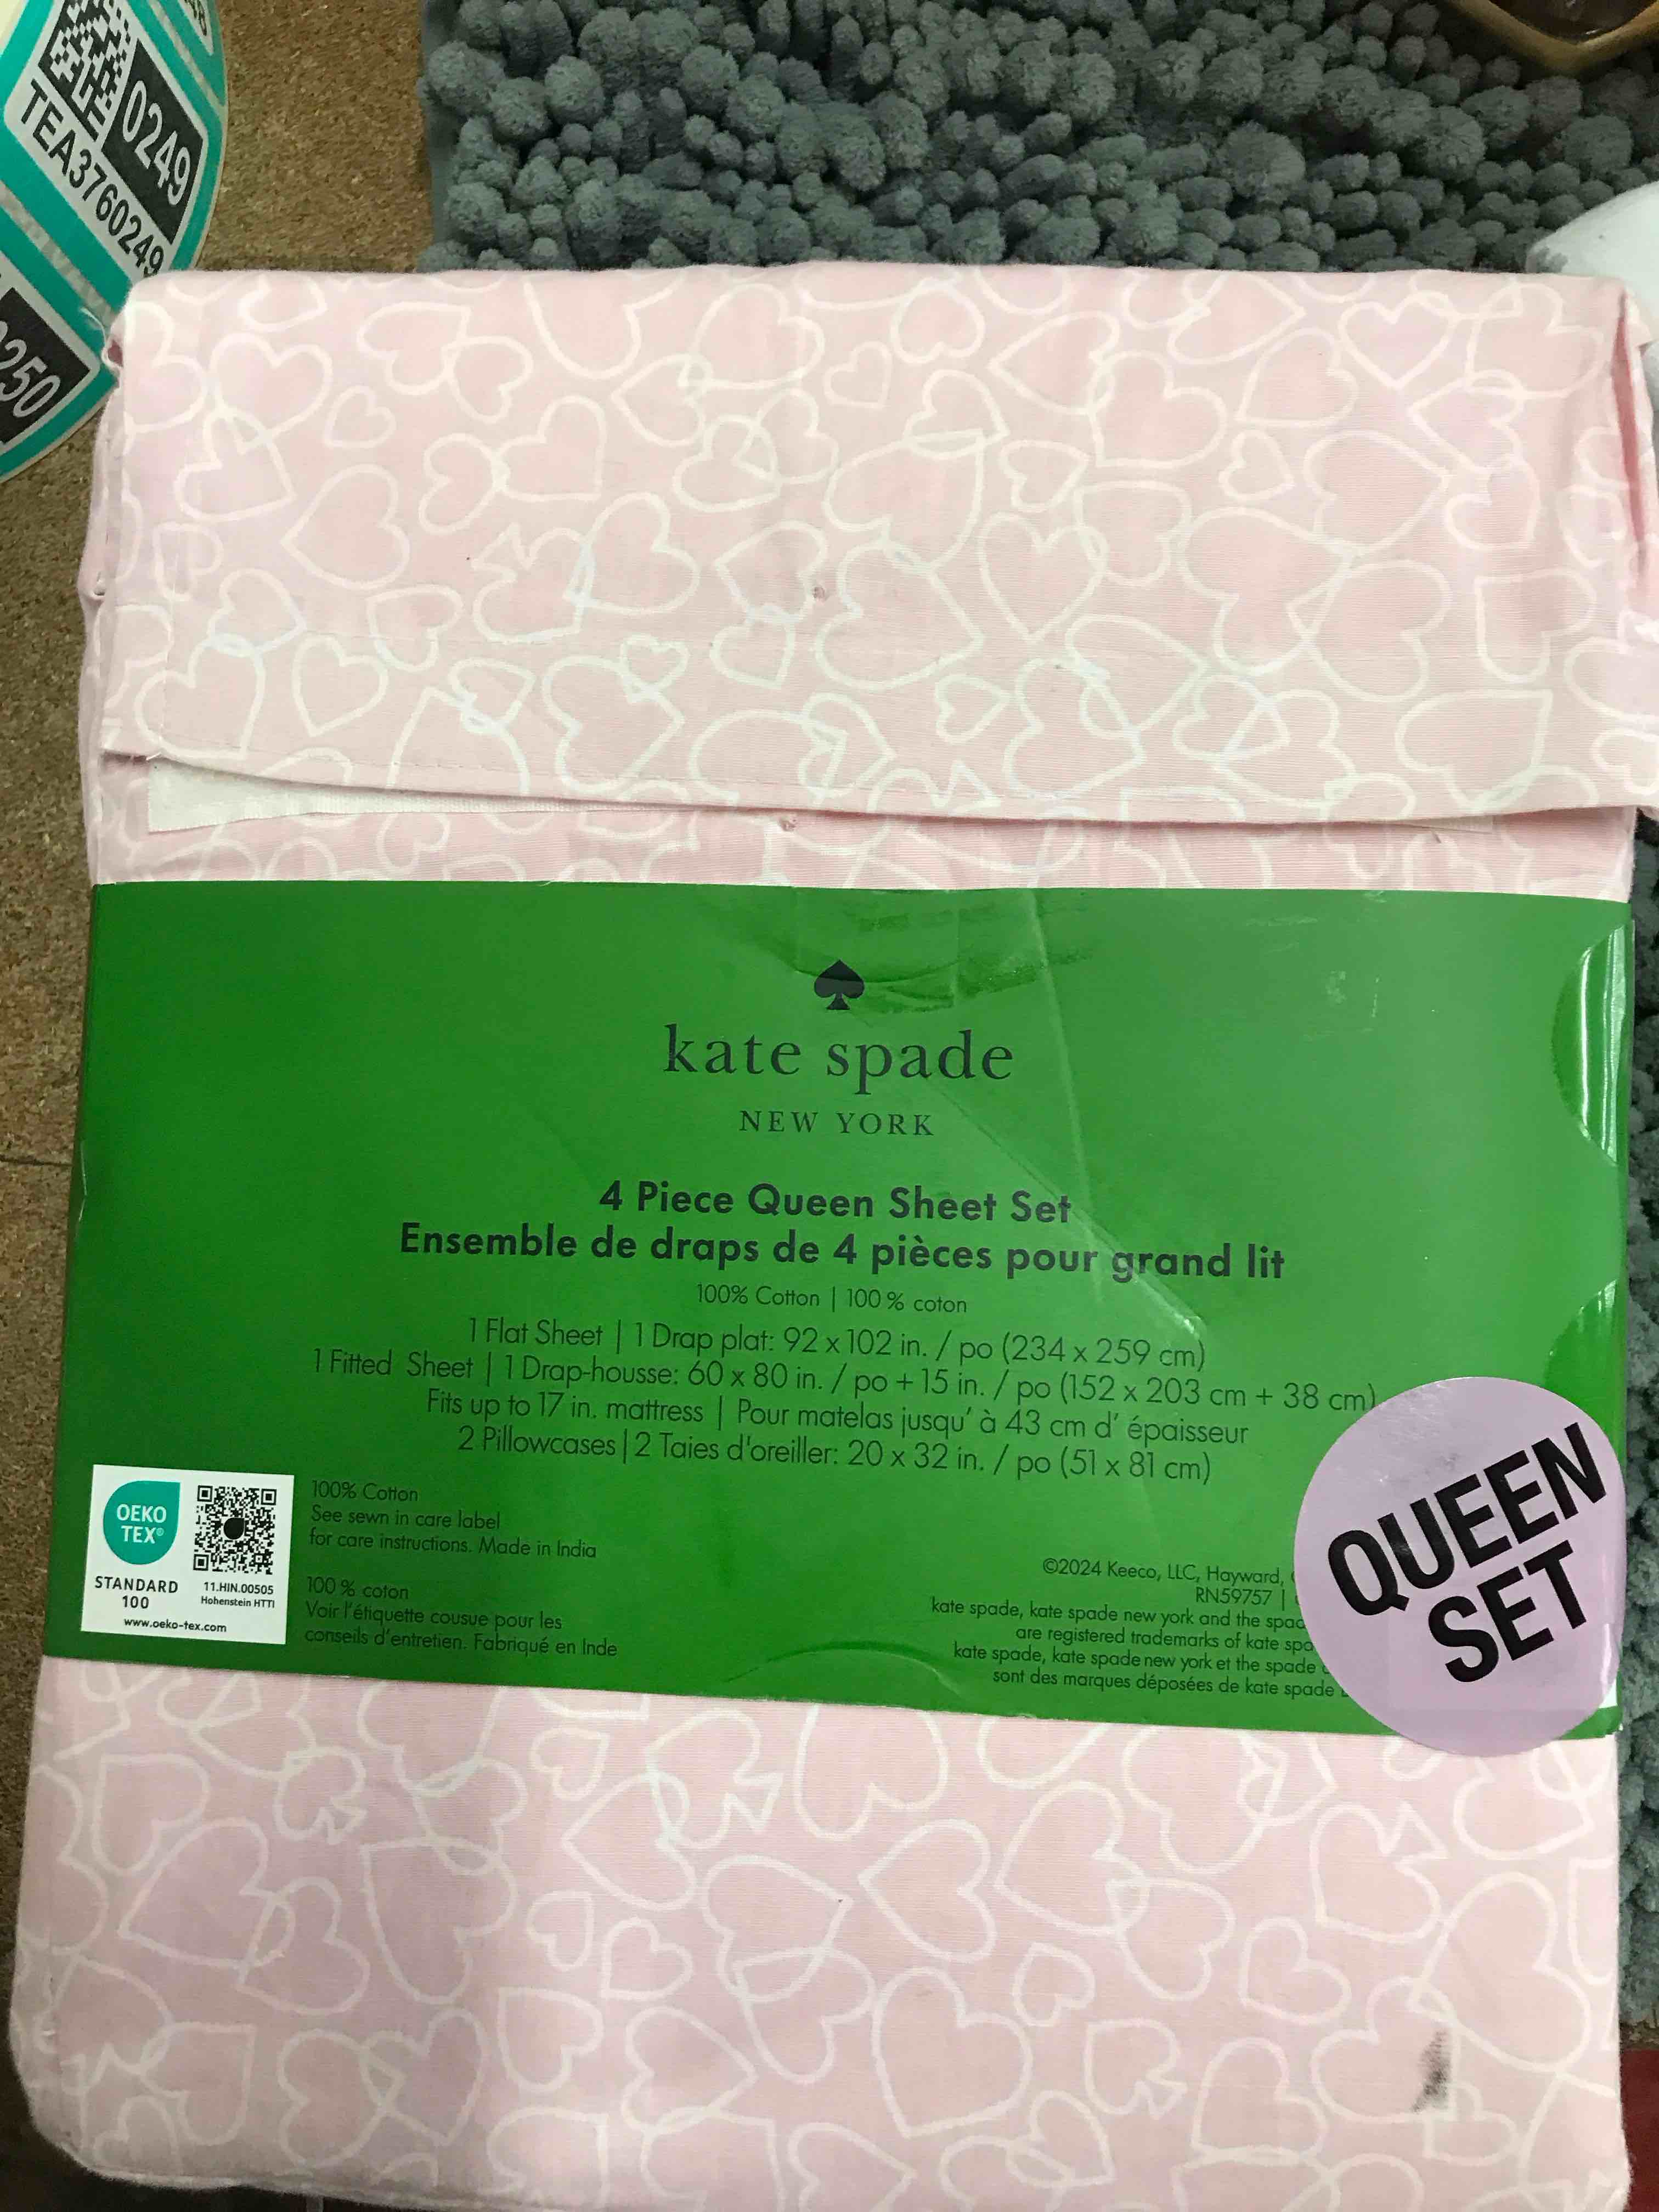 0249
TEA3760249
250
kate spade
NEW YORK
4 Piece Queen Sheet Set
Ensemble de draps de 4 pièces pour grand lit
100% Cotton | 100 % coton
1 Flat Sheet | 1 Drap plat: 92 x 102 in. / po (234 x 259 cm)
1 Fitted Sheet | 1 Drap-housse: 60 x 80 in. / po + 15 in. / po (152 x 203 cm + 38 cm)
Fits up to 17 in. mattress | Pour matelas jusqu' à 43 cm d' épaisseur
2 Pillowcases | 2 Taies d'oreiller: 20 x 32 in. / po (51 x 81 cm)
OEKO
TEX®
STANDARD
100
11.HIN.00505
Hohenstein HTTI
www.oeko-tex.com
100% Cotton
See sewn in care label
for care instructions. Made in India
100 % coton
Voir l'étiquette cousue pour les
conseils d'entretien. Fabriqué en Inde
©2024 Keeco, LLC, Hayward,
RN59757 |
kate spade, kate spade new york and the spad
are registered trademarks of kate spa
kate spade, kate spade new york et the spade
sont des marques déposées de kate spade
QUEEN
SET